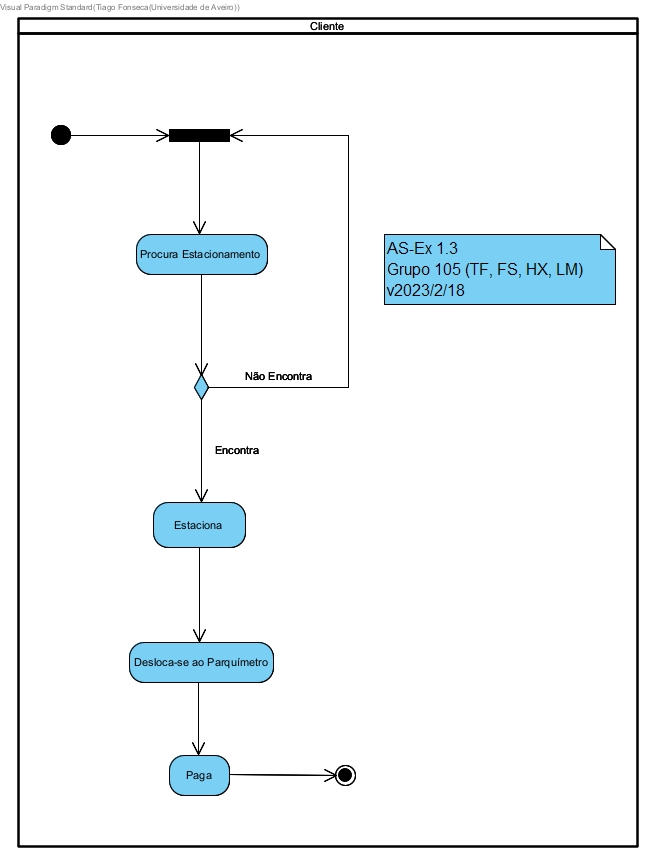 Visual Paradigm Standard(Tiago Fonseca(Universidade de Aveiro))
Cliente
Procura Estacionamento
AS-Ex 1.3
Grupo 105 (TF, FS, HX, LM)
v2023/2/18
Não Encontra
Encontra
Estaciona
Desloca-se ao Parquímetro
Paga